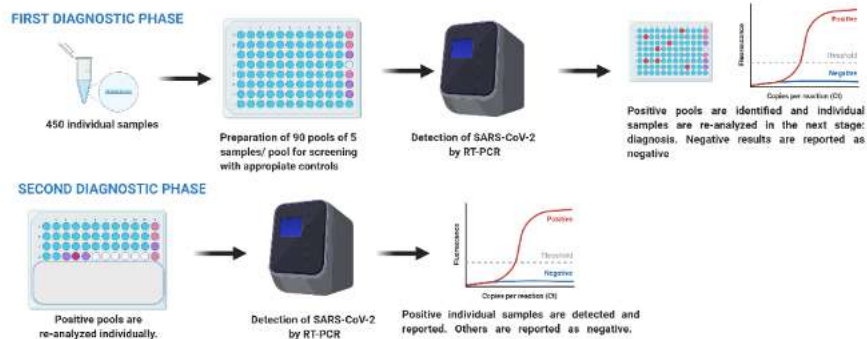 FIRST DIAGNOSTIC PHASE
450 individual samples
Preparation of 90 pools of 5
samples/ pool for screening
with appropiate controls
Detection of SARS-CoV-2
by RT-PCR
Fluorescence
Positive
Threshold
Negative
Copies per reaction (Ct)
Positive pools are identified and individual
samples are re-analyzed in the next stage:
diagnosis. Negative results are reported as
negative
SECOND DIAGNOSTIC PHASE
Positive pools are
re-analyzed individually.
Detection of SARS-CoV-2
by RT-PCR
Fluorescence
Positive
Threshold
Negative
Copies per reaction (Ct)
Positive individual samples are detected and
reported. Others are reported as negative.